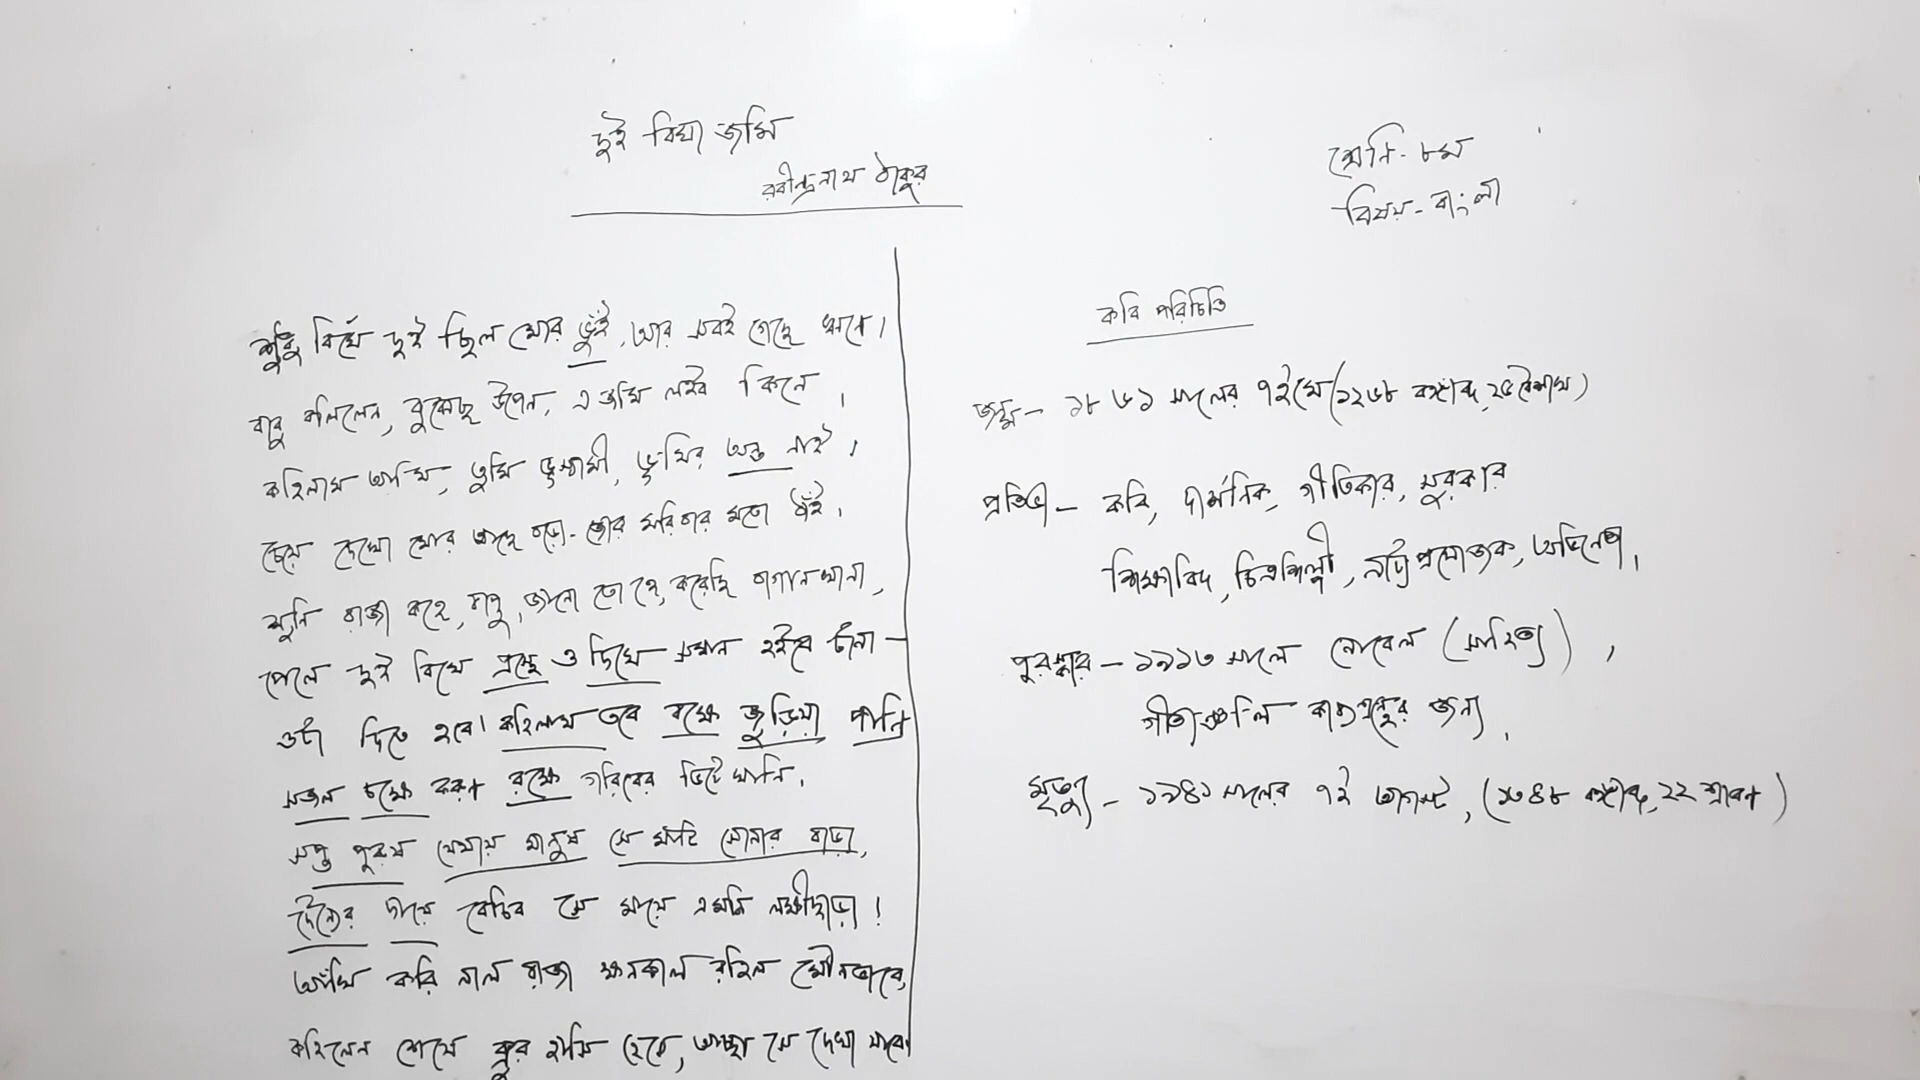 দুই বিঘা জমি
রবীন্দ্রনাথ ঠাকুর
শ্রেনি - ৮ম
বিষয় - বাংলা
শুধু বিঘে দুই ছিল মোর ভুঁই, আর সবই গেছে ঋণে।
বাবু বলিলেন, বুঝেছ উপেন, এ জমি লইব কিনে,
কহিলাম আমি, তুমি ভূস্বামী, ভূমির অন্ত নাই।
চেয়ে দেখো মোর আছে বড়ো-জোর মরিবার মতো ঠাঁই।
শুনি রাজা কহে, বাপু, জানো তো হে, করেছি বাগানখানা,
পেলে দুই বিঘে প্রস্থে ও দিঘে সমান হইবে টানা —
ওটা দিতে হবে। কহিলাম তবে বক্ষে জুড়িয়া পানি
সজল চক্ষে করুণ রক্ষে গরিবের ভিটেখানি,
সপ্ত পুরুষ যেথায় মানুষ সে মাটি সোনার বাড়া,
দৈন্যের দায়ে বেচিব সে মায়ে এমনি লক্ষ্মীছাড়া!
আঁখি করি লাল রাজা ক্ষনকাল রহিল মৌনভাবে,
কহিলেন শেষে ক্রুর হাসি হেসে, আচ্ছা সে দেখা যাবে।
কবি পরিচিতি
জন্ম - ১৮৬১ সালের ৭ই মে (১২৬৮ বঙ্গাব্দ, ২৫ বৈশাখ)
প্রতিভা - কবি, দার্শনিক, গীতিকার, সুরকার
শিক্ষাবিদ, চিত্রশিল্পী, নাট্যপ্রযোজক, অভিনেতা,
পুরস্কার - ১৯১৩ সালে নোবেল (সাহিত্য),
গীতাঞ্জলি কাব্যগ্রন্থের জন্য,
মৃত্যু - ১৯৪১ সালের ৭ই আগস্ট, (১৩৪৮ বঙ্গাব্দ, ২২ শ্রাবণ)